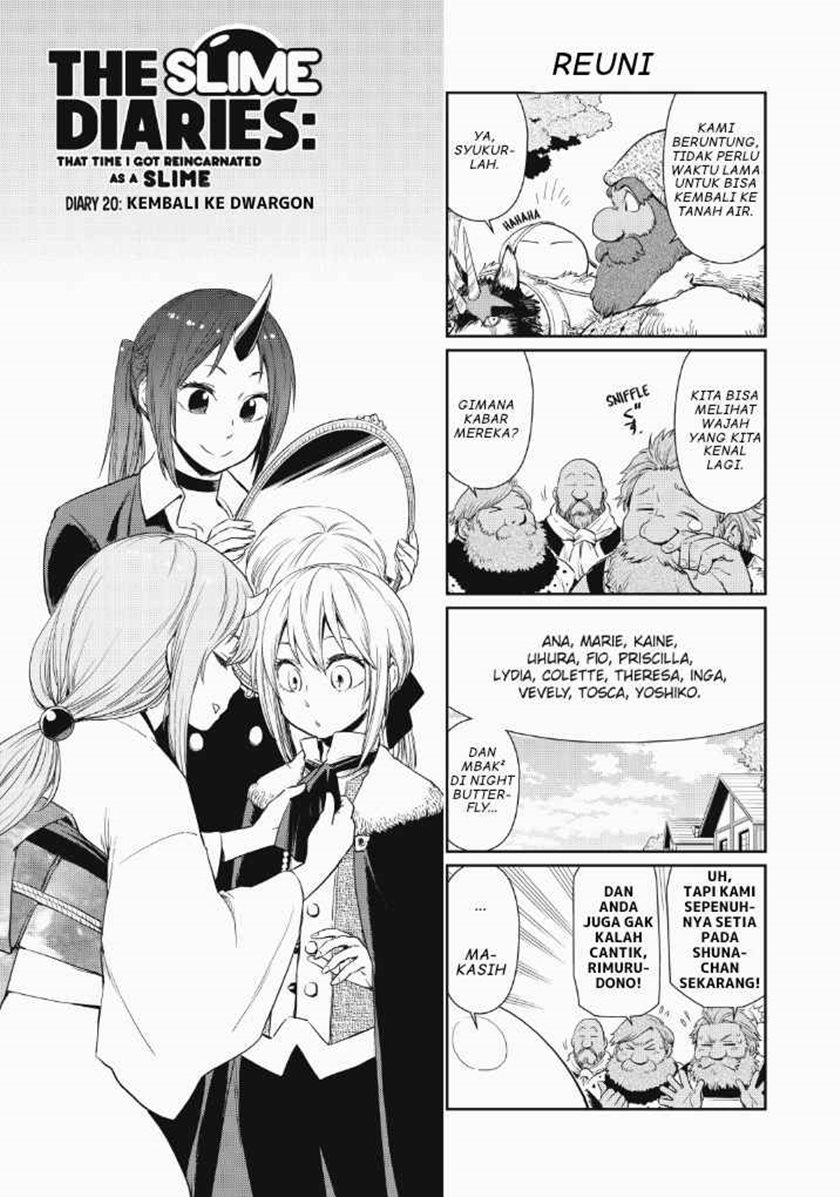 THE SLIME
DIARIES:
THAT TIME I GOT REINCARNATED
AS A SLIME
DIARY 20: KEMBALI KE DWARGON
REUNI
KAMI
BERUNTUNG,
TIDAK PERLU
WAKTU LAMA
UNTUK BISA
KEMBALI KE
TANAH AIR.
YA,
SYUKUR-
LAH.
HAHAHA
KITA BISA
MELIHAT
WAJAH
YANG KITA
KENAL
LAGI.
SNIFFLE
GIMANA
KABAR
MEREKA?
ANA, MARIE, KAINE,
UHURA, FIO, PRISCILLA,
LYDIA, COLETTE, THERESA, INGA,
VEVELY, TOSCA, YOSHIKO.
DAN
MBAK²
DI NIGHT
BUTTER-
FLY...
UH,
TAPI KAMI
SEPENUH-
NYA SETIA
PADA
SHUNA-
CHAN
SEKARANG!
DAN
ANDA
JUGA GAK
KALAH
CANTIK,
RIMURU-
DONO!
...
MA-
KASIH